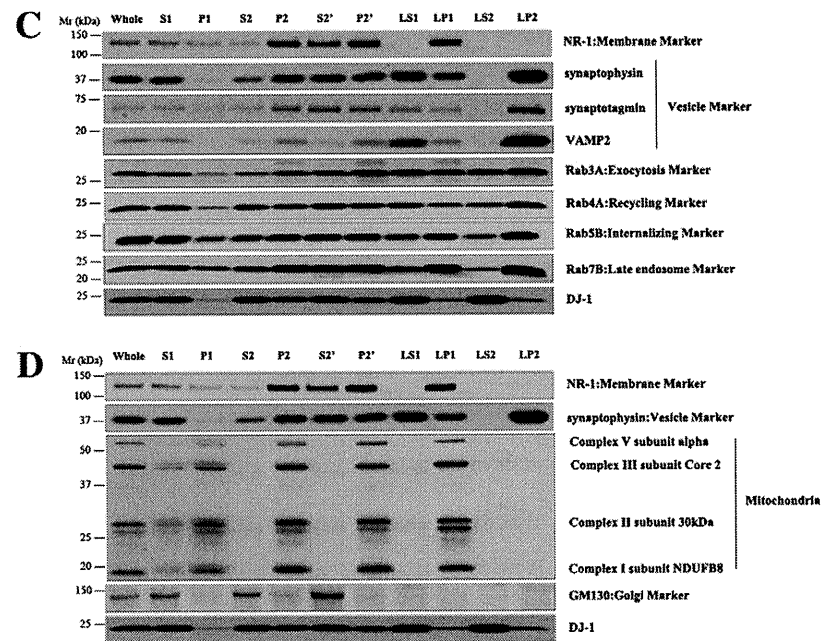 C
Mr (kDa) Whole S1 P1 S2 P2 S2' P2' LS1 LP1 LS2 LP2
150
100
NR-1:Membrane Marker
37
synaptophysin
75
synaptotagmin
Vesicle Marker
20
VAMP2
25
Rab3A:Exocytosis Marker
25
Rab4A:Recycling Marker
25
Rab5B:Internalizing Marker
25
20
Rab7B:Late endosome Marker
25
DJ-1
D
Mr (kDa) Whole S1 P1 S2 P2 S2' P2' LS1 LP1 LS2 LP2
150
100
NR-1:Membrane Marker
37
synaptophysin:Vesicle Marker
50
37
25
20
Complex V subunit alpha
Complex III subunit Core 2
Complex II subunit 30kDa
Complex I subunit NDUFB8
Mitochondria
150
GM130:Golgi Marker
25
DJ-1